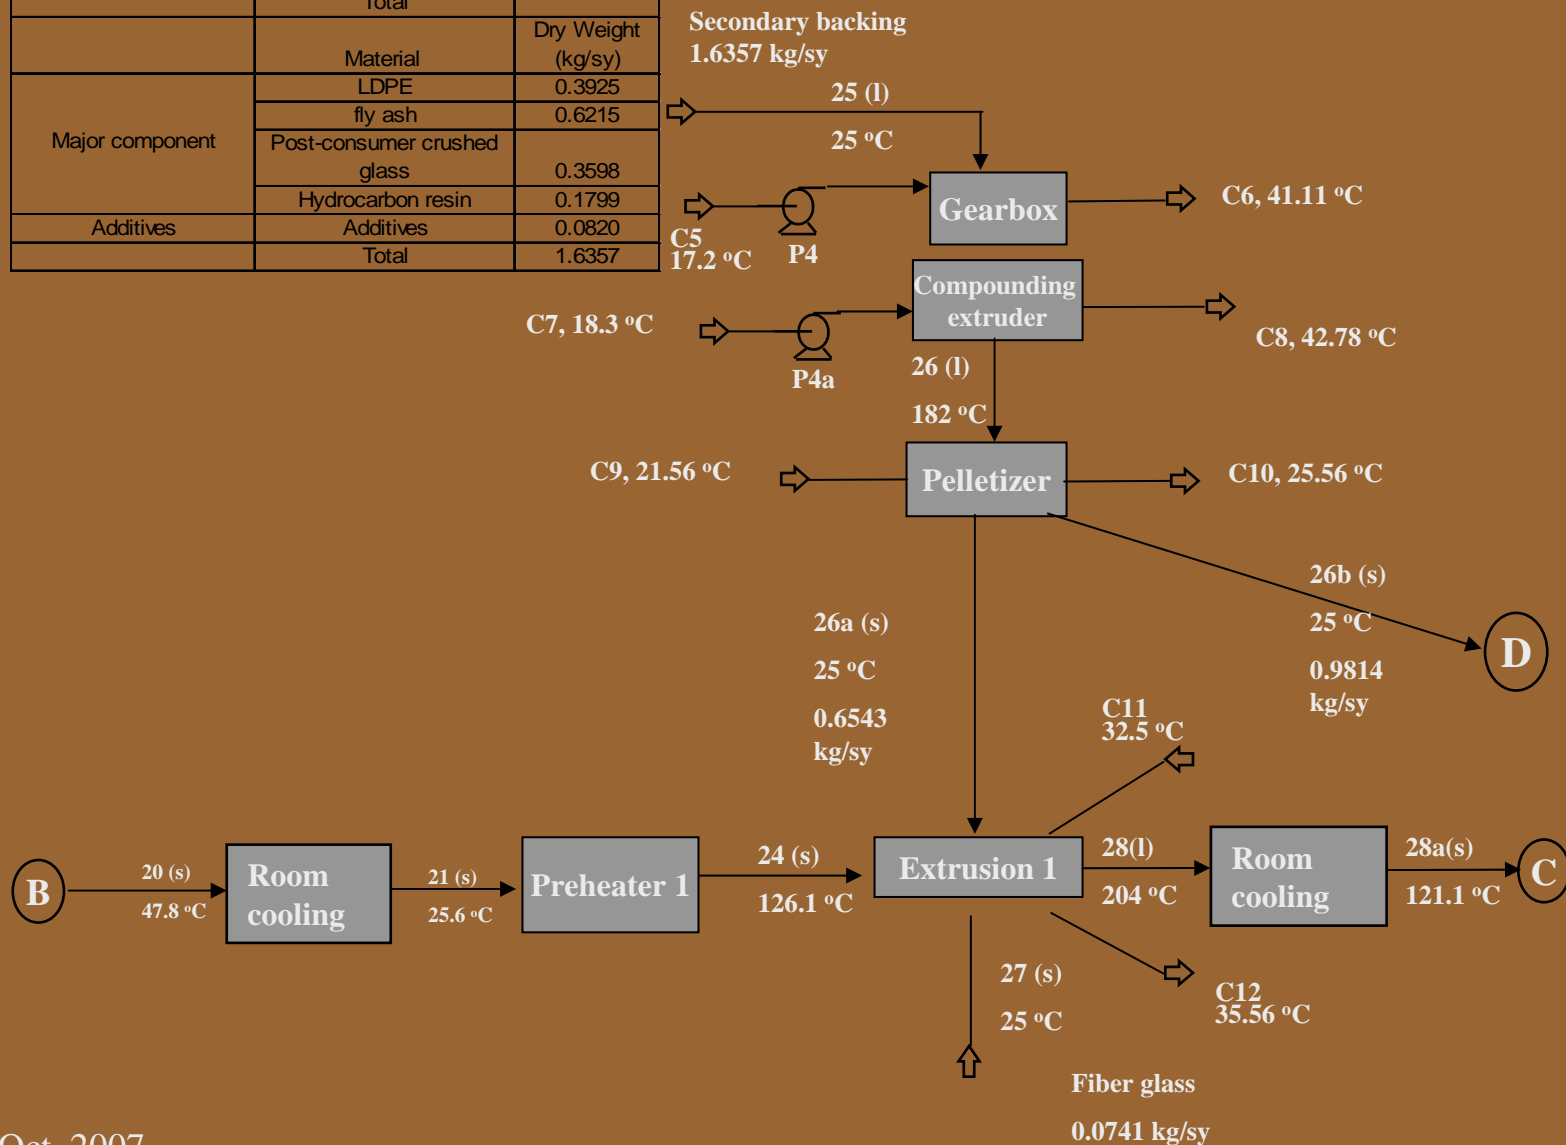 Total
Material
Dry Weight
(kg/sy)
Major component
LDPE
0.3925
fly ash
0.6215
Post-consumer crushed
glass
0.3598
Hydrocarbon resin
0.1799
Additives
Additives
0.0820
Total
1.6357
Secondary backing
1.6357 kg/sy
25 (l)
25 °C
Gearbox
C6, 41.11 °C
C5
17.2 °C
P4
Compounding
extruder
C7, 18.3 °C
P4a
C8, 42.78 °C
26 (l)
182 °C
C9, 21.56 °C
Pelletizer
C10, 25.56 °C
26b (s)
25 °C
0.9814
kg/sy
D
26a (s)
25 °C
0.6543
kg/sy
C11
32.5 °C
B
20 (s)
47.8 °C
Room
cooling
21 (s)
25.6 °C
Preheater 1
24 (s)
126.1 °C
Extrusion 1
28(l)
204 °C
Room
cooling
28a(s)
121.1 °C
C
27 (s)
25 °C
C12
35.56 °C
Fiber glass
0.0741 kg/sy
Oct. 2007